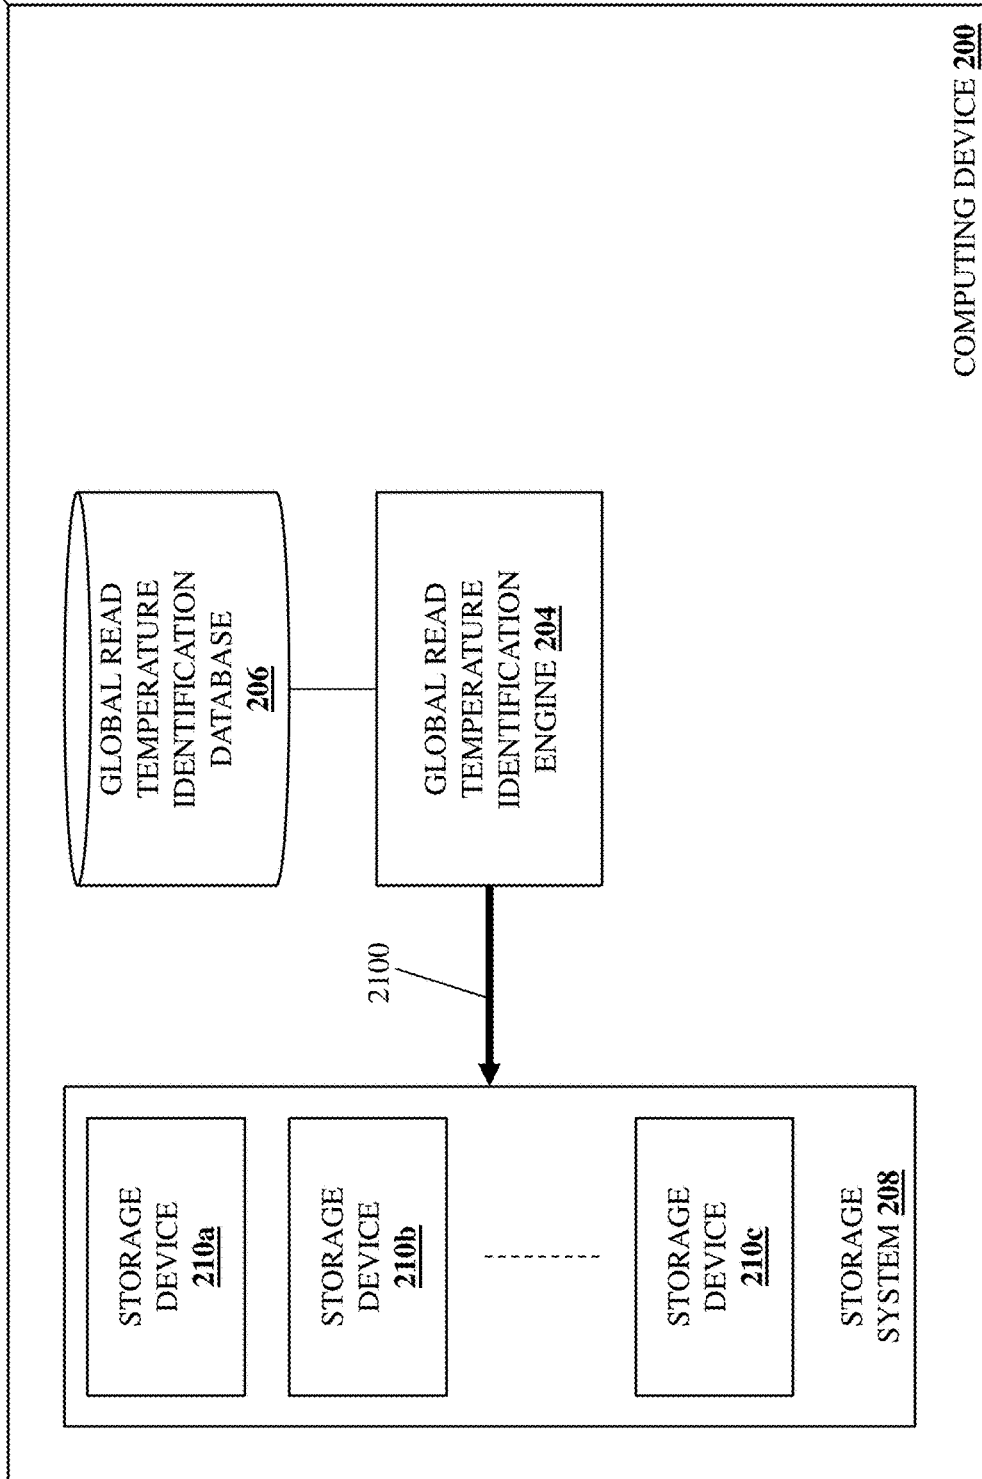 STORAGE
DEVICE
210a
STORAGE
DEVICE
210b
STORAGE
DEVICE
210c
STORAGE
SYSTEM 208
2100
GLOBAL READ
TEMPERATURE
IDENTIFICATION
DATABASE
206
GLOBAL READ
TEMPERATURE
IDENTIFICATION
ENGINE 204
COMPUTING DEVICE 200